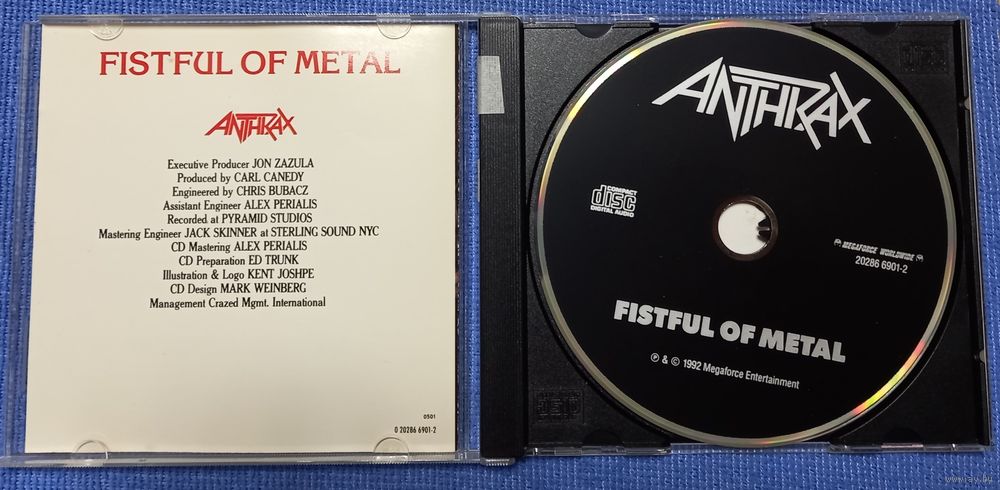 FISTFUL OF METAL
ANTHRAX
Executive Producer JON ZAZULA
Produced by CARL CANEDY
Engineered by CHRIS BUBACZ
Assistant Engineer ALEX PERIALIS
Recorded at PYRAMID STUDIOS
Mastering Engineer JACK SKINNER at STERLING SOUND NYC
CD Mastering ALEX PERIALIS
CD Preparation ED TRUNK
Illustration & Logo KENT JOSHPE
CD Design MARK WEINBERG
Management Crazed Mgmt. International
0501
0 20286 6901-2
ANTHRAX
COMPACT
disc
DIGITAL AUDIO
MEGAFORCE WORLDWIDE
20286 6901-2
FISTFUL OF METAL
℗ & © 1992 Megaforce Entertainment
www.ay.by